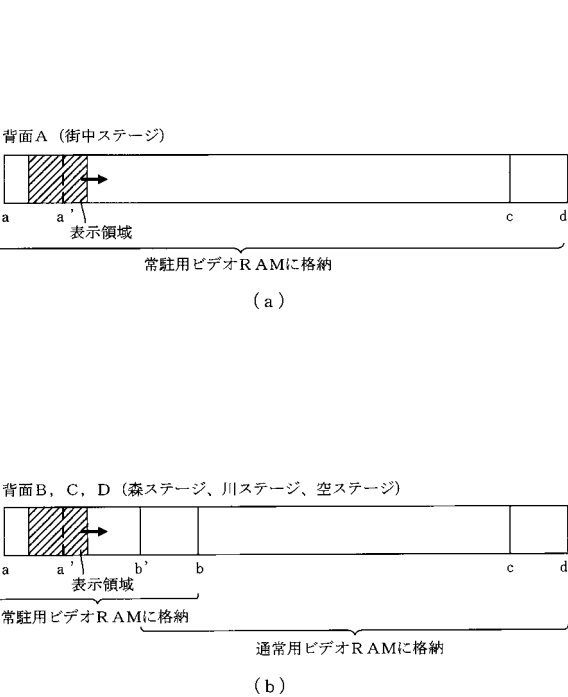 背面A（街中ステージ）
a a' c d
表示領域
常駐用ビデオRAMに格納
（a）
背面B，C，D（森ステージ、川ステージ、空ステージ）
a a' b' b c d
表示領域
常駐用ビデオRAMに格納
通常用ビデオRAMに格納
（b）